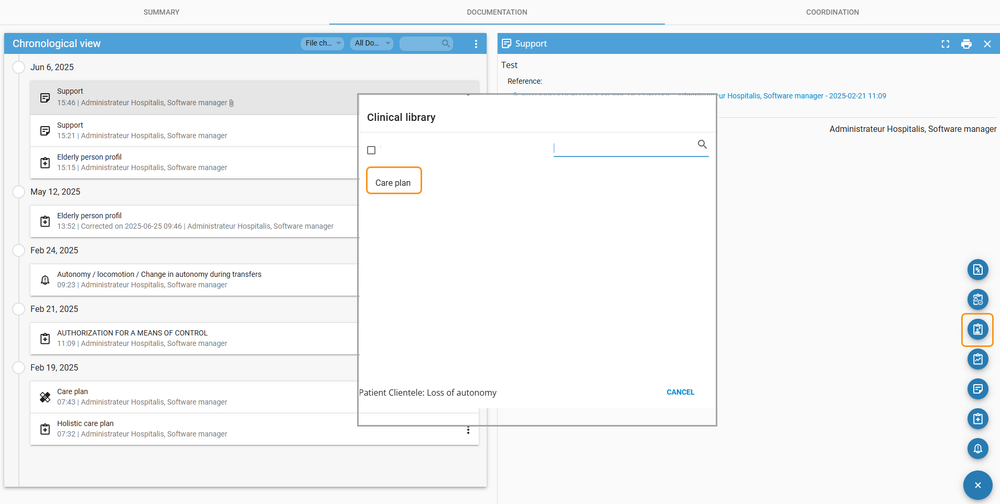 SUMMARY
DOCUMENTATION
COORDINATION
Chronological view
File ch...
All Do...
Jun 6, 2025
Support
15:46 | Administrateur Hospitalis, Software manager
Support
15:21 | Administrateur Hospitalis, Software manager
Elderly person profil
15:15 | Administrateur Hospitalis, Software manager
May 12, 2025
Elderly person profil
13:52 | Corrected on 2025-06-25 09:46 | Administrateur Hospitalis, Software manager
Feb 24, 2025
Autonomy / locomotion / Change in autonomy during transfers
09:23 | Administrateur Hospitalis, Software manager
Feb 21, 2025
AUTHORIZATION FOR A MEANS OF CONTROL
11:09 | Administrateur Hospitalis, Software manager
Feb 19, 2025
Care plan
07:43 | Administrateur Hospitalis, Software manager
Holistic care plan
07:32 | Administrateur Hospitalis, Software manager
Clinical library
Care plan
Patient Clientele: Loss of autonomy
CANCEL
Support
Test
Reference:
Hospitalis, Software manager - 2025-02-21 11:09
Administrateur Hospitalis, Software manager